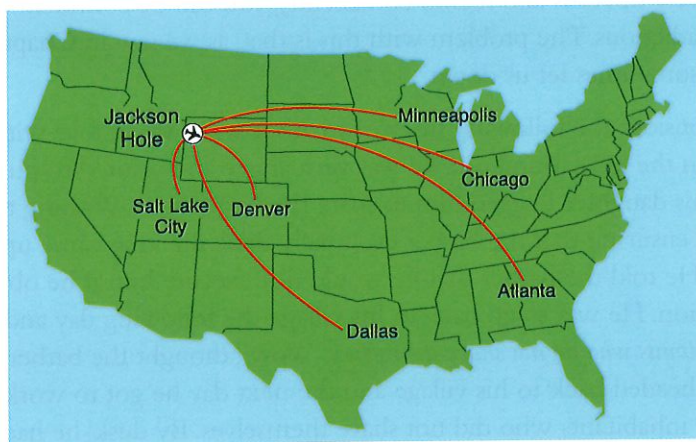 Jackson
Hole
Minneapolis
Chicago
Salt Lake
City
Denver
Atlanta
Dallas